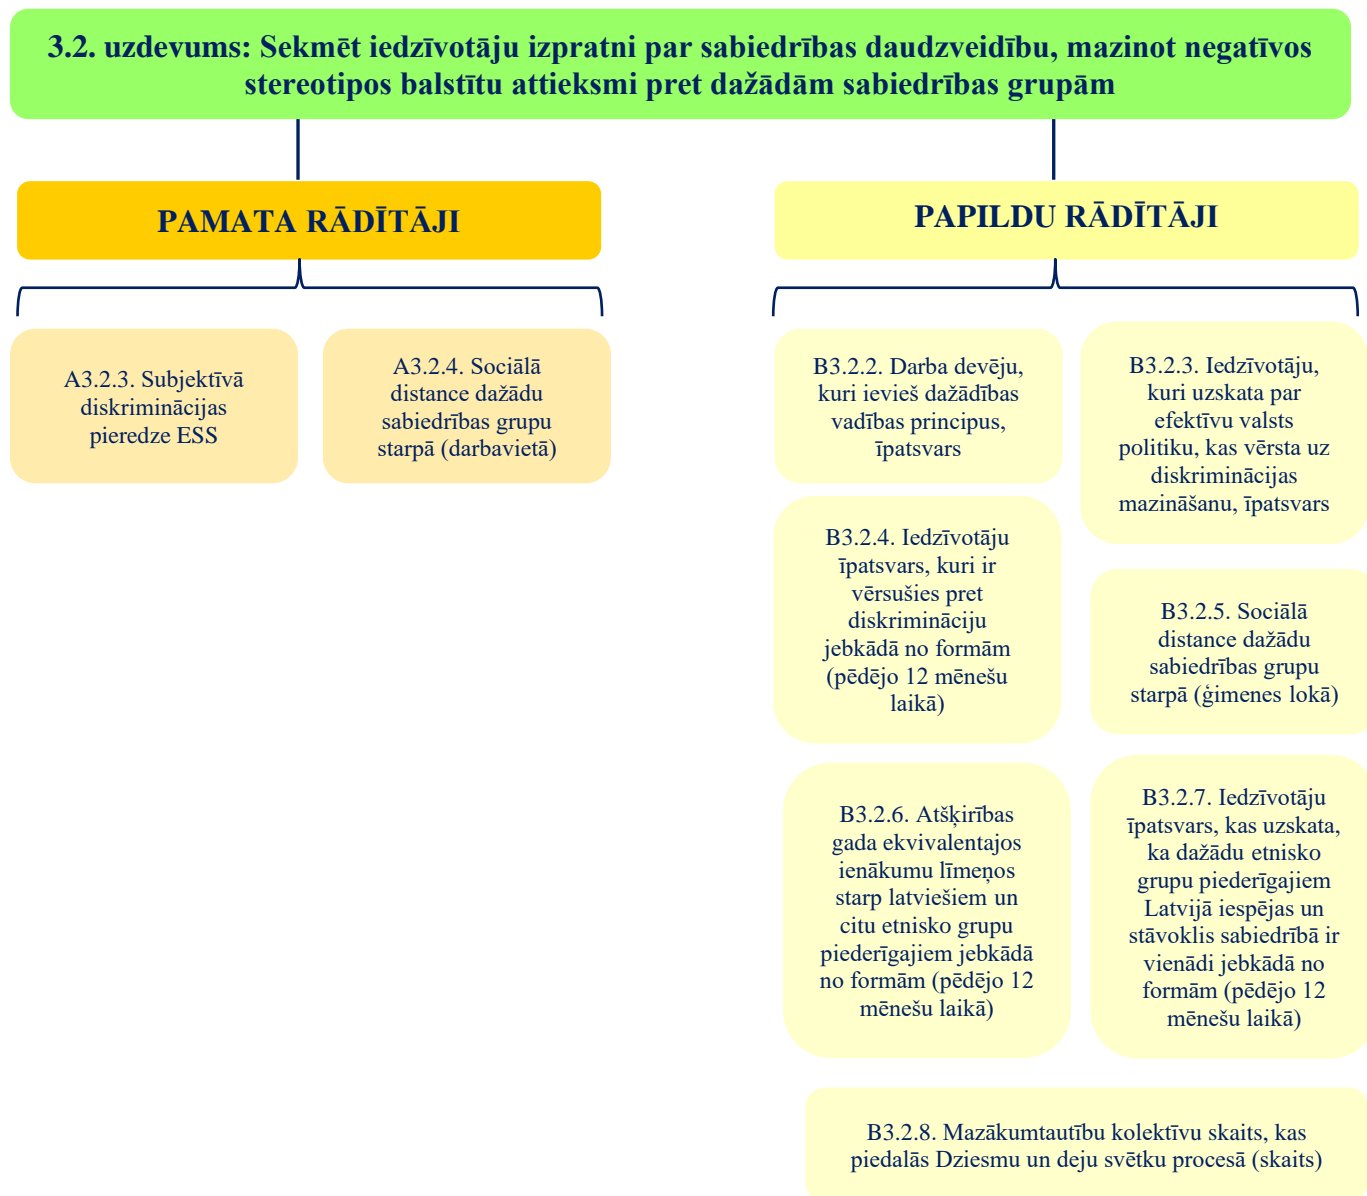 3.2. uzdevums: Sekmēt iedzīvotāju izpratni par sabiedrības daudzveidību, mazinot negatīvos
stereotipos balstītu attieksmi pret dažādām sabiedrības grupām
PAMATA RĀDĪTĀJI
A3.2.3. Subjektīvā
diskriminācijas
pieredze ESS
A3.2.4. Sociālā
distance dažādu
sabiedrības grupu
starpā (darbavietā)
PAPILDU RĀDĪTĀJI
B3.2.2. Darba devēju,
kuri ievieš dažādības
vadības principus,
īpatsvars
B3.2.3. Iedzīvotāju,
kuri uzskata par
efektīvu valsts
politiku, kas vērsta uz
diskriminācijas
mazināšanu, īpatsvars
B3.2.4. Iedzīvotāju
īpatsvars, kuri ir
vērsušies pret
diskrimināciju
jebkādā no formām
(pēdējo 12 mēnešu
laikā)
B3.2.5. Sociālā
distance dažādu
sabiedrības grupu
starpā (ģimenes lokā)
B3.2.6. Atšķirības
gada ekvivalentajos
ienākumu līmeņos
starp latviešiem un
citu etnisko grupu
piederīgajiem jebkādā
no formām (pēdējo 12
mēnešu laikā)
B3.2.7. Iedzīvotāju
īpatsvars, kas uzskata,
ka dažādu etnisko
grupu piederīgajiem
Latvijā iespējas un
stāvoklis sabiedrībā ir
vienādi jebkādā no
formām (pēdējo 12
mēnešu laikā)
B3.2.8. Mazākumtautību kolektīvu skaits, kas
piedalās Dziesmu un deju svētku procesā (skaits)